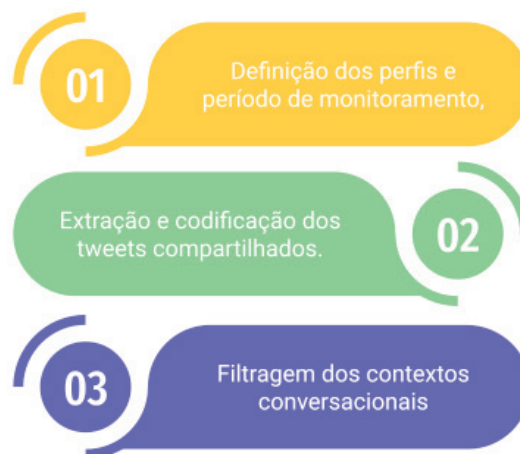 01
Definição dos perfis e
período de monitoramento,
Extração e codificação dos
tweets compartilhados.
02
03
Filtragem dos contextos
conversacionais